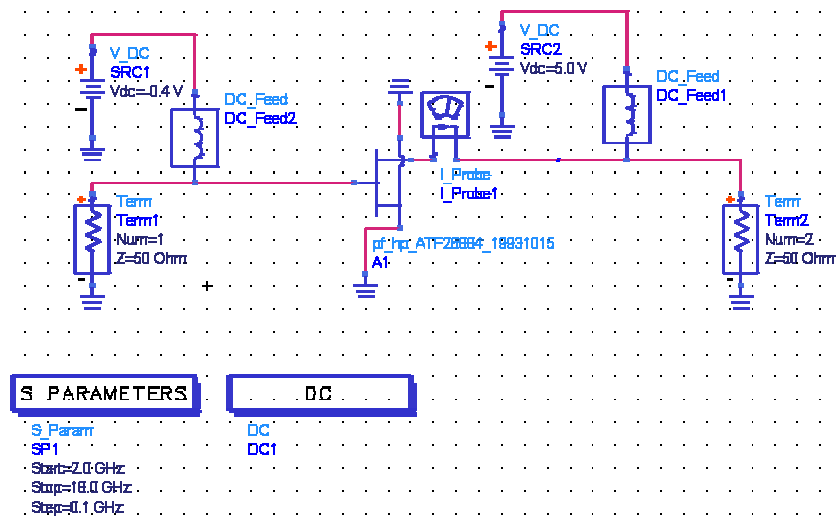 V_DC
SRC1
Vdc=-0.4 V
DC_Feed
DC_Feed2
V_DC
SRC2
Vdc=5.0 V
DC_Feed
DC_Feed1
I_Probe
I_Probe1
Term
Term1
Num=1
Z=50 Ohm
A1
Term
Term2
Num=2
Z=50 Ohm
S PARAMETERS
DC
S_Param
SP1
Start=2.0 GHz
Stop=18.0 GHz
Step=0.1 GHz
DC
DC1